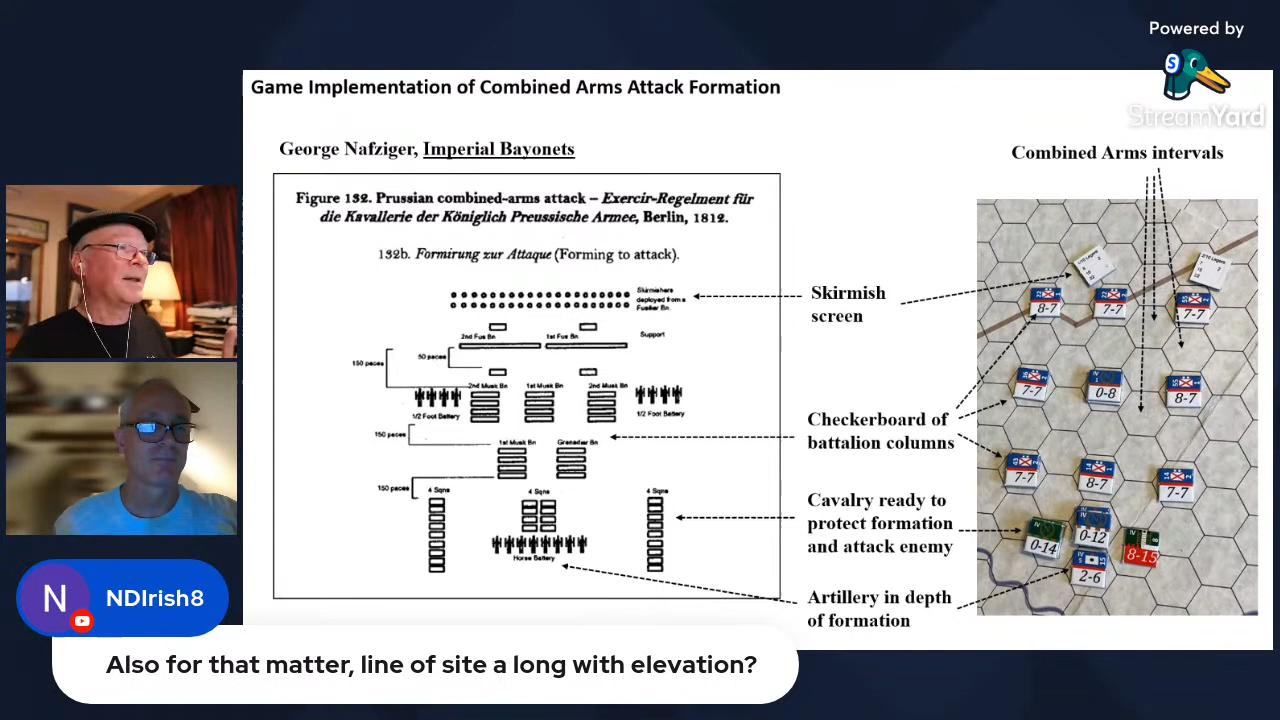 Powered by
S
StreamYard
Game Implementation of Combined Arms Attack Formation
George Nafziger, Imperial Bayonets
Combined Arms intervals
Figure 132. Prussian combined-arms attack – Exercir-Regelment für
die Kavallerie der Königlich Preussische Armee, Berlin, 1812.
132b. Formirung zur Attaque (Forming to attack).
Skirmishers
deployed from a
Fusilier Bn.
2nd Fus Bn
1st Fus Bn
Support
150 paces
50 paces
2nd Musk Bn
1st Musk Bn
2nd Musk Bn
1/2 Foot Battery
1/2 Foot Battery
150 paces
1st Musk Bn
Grenadier Bn
150 paces
4 Sqns
4 Sqns
4 Sqns
Horse Battery
Skirmish
screen
Checkerboard of
battalion columns
Cavalry ready to
protect formation
and attack enemy
Artillery in depth
of formation
8-7
7-7
7-7
7-7
0-8
8-7
7-7
8-7
7-7
0-14
0-12
8-15
2-6
N
NDIrish8
Also for that matter, line of site a long with elevation?